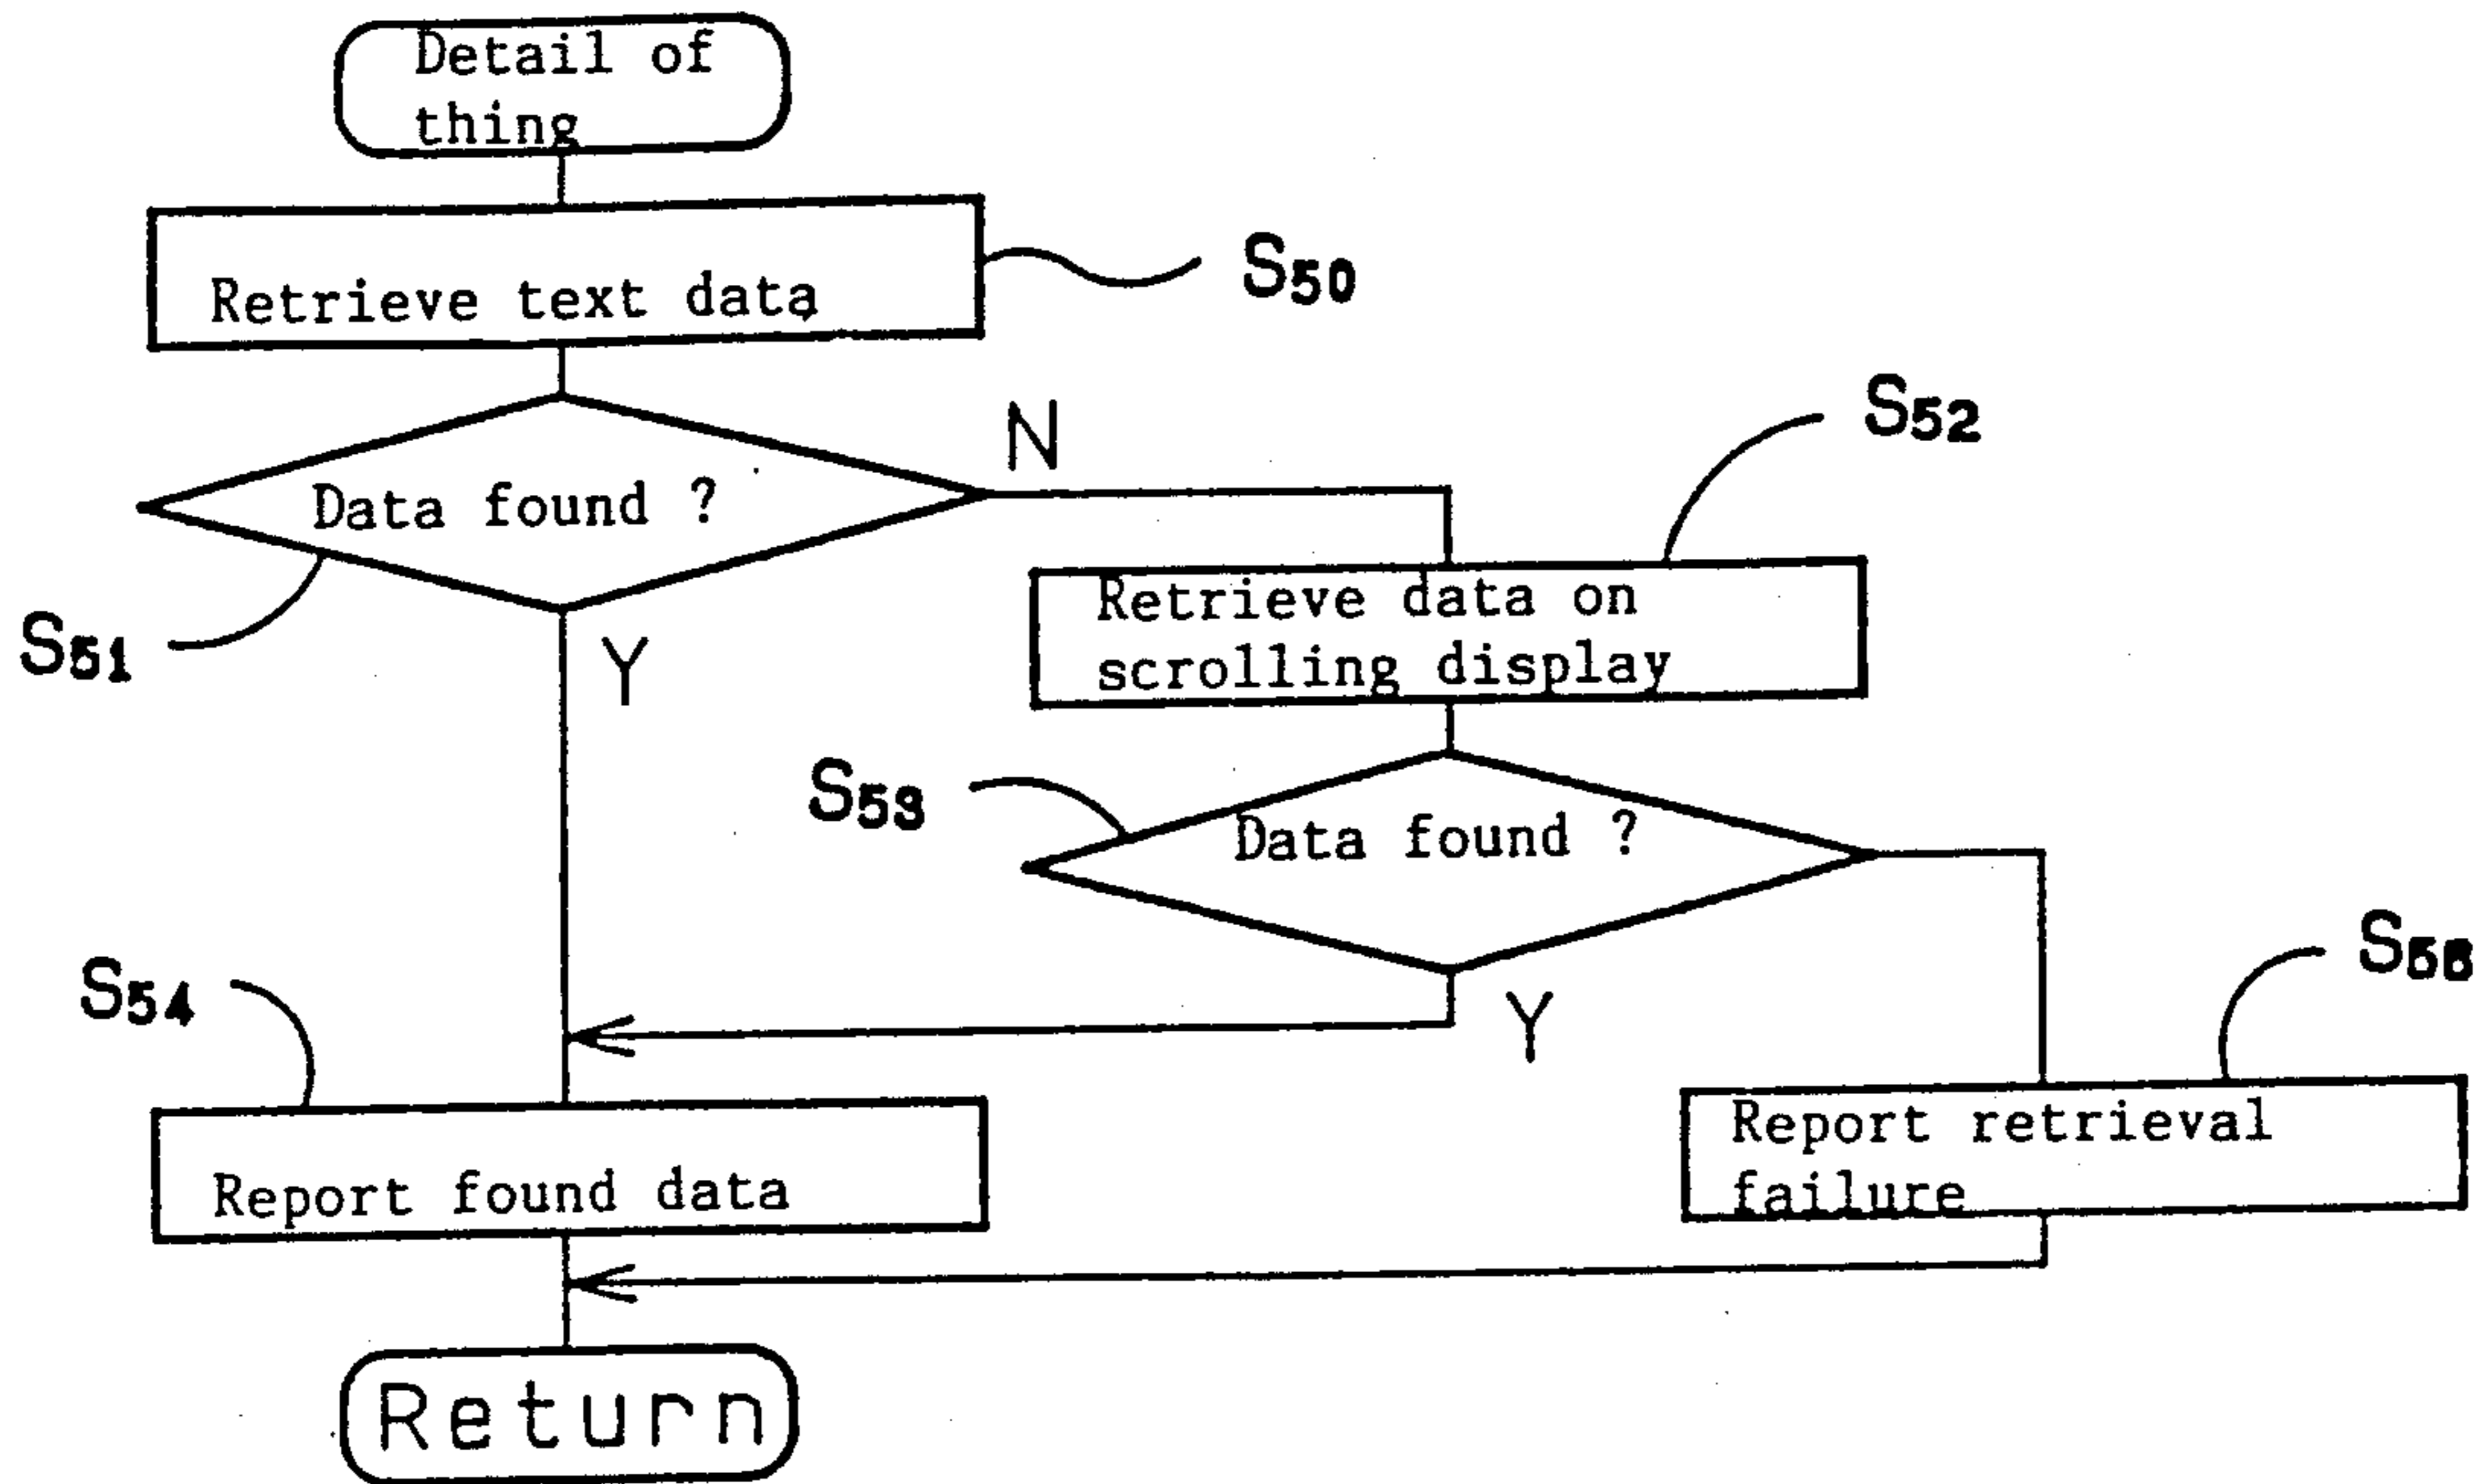 Detail of
thing
Retrieve text data
S50
Data found ?
N
S51
Y
S52
Retrieve data on
scrolling display
S53
Data found ?
Y
S54
Report found data
Report retrieval
failure
Return